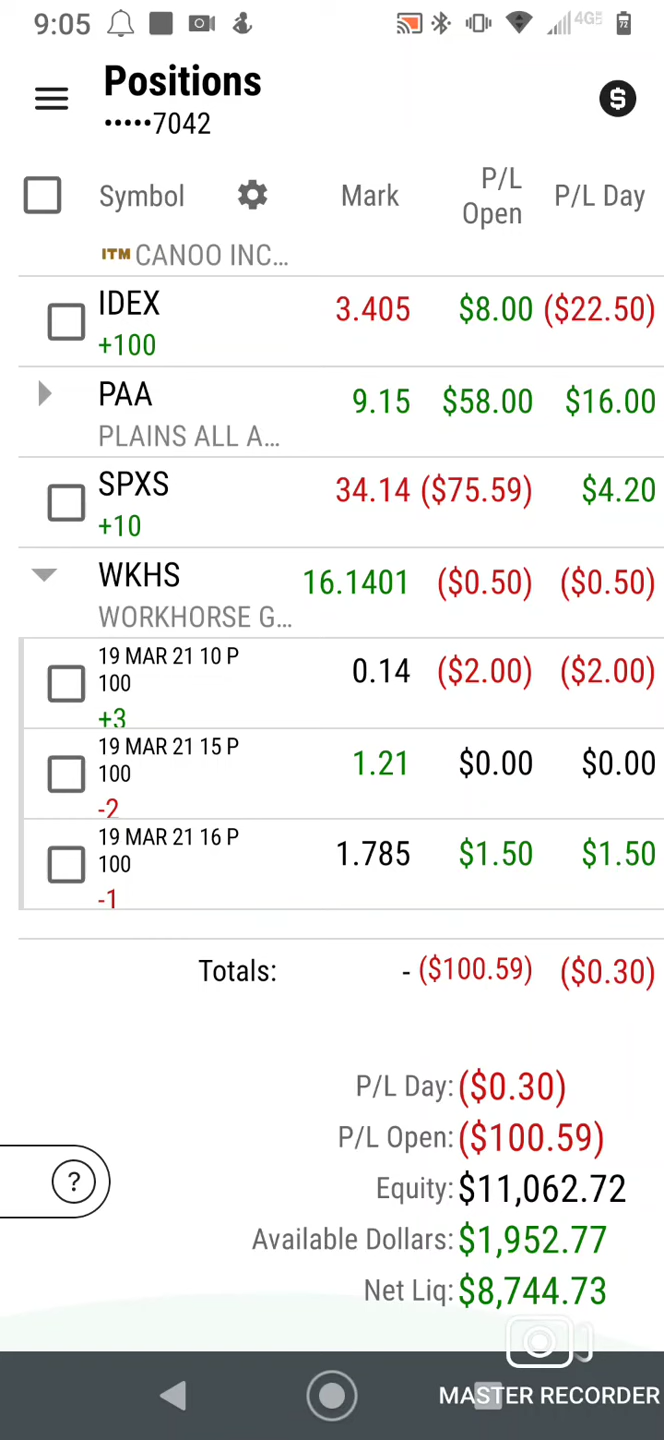 9:05 4GE 72
Positions
•••••7042
Symbol Mark P/L Open P/L Day
ITM CANOO INC...
IDEX 3.405 $8.00 ($22.50)
+100
PAA 9.15 $58.00 $16.00
PLAINS ALL A...
SPXS 34.14 ($75.59) $4.20
+10
WKHS 16.1401 ($0.50) ($0.50)
WORKHORSE G...
19 MAR 21 10 P
100 0.14 ($2.00) ($2.00)
+3
19 MAR 21 15 P
100 1.21 $0.00 $0.00
-2
19 MAR 21 16 P
100 1.785 $1.50 $1.50
-1
Totals: - ($100.59) ($0.30)
P/L Day: ($0.30)
P/L Open: ($100.59)
?
Equity: $11,062.72
Available Dollars: $1,952.77
Net Liq: $8,744.73
MASTER RECORDER